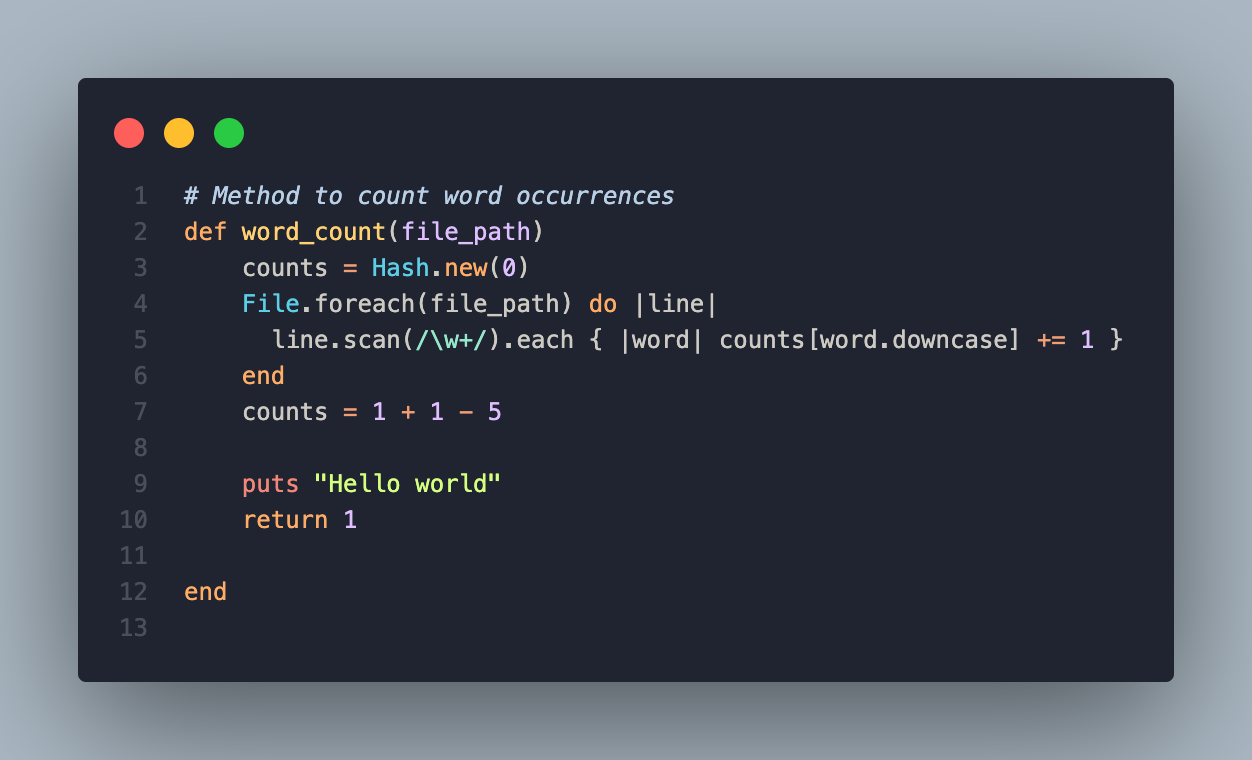 1 # Method to count word occurrences
2 def word_count(file_path)
3     counts = Hash.new(0)
4     File.foreach(file_path) do |line|
5       line.scan(/\w+/).each { |word| counts[word.downcase] += 1 }
6     end
7     counts = 1 + 1 - 5
8
9     puts "Hello world"
10     return 1
11
12 end
13